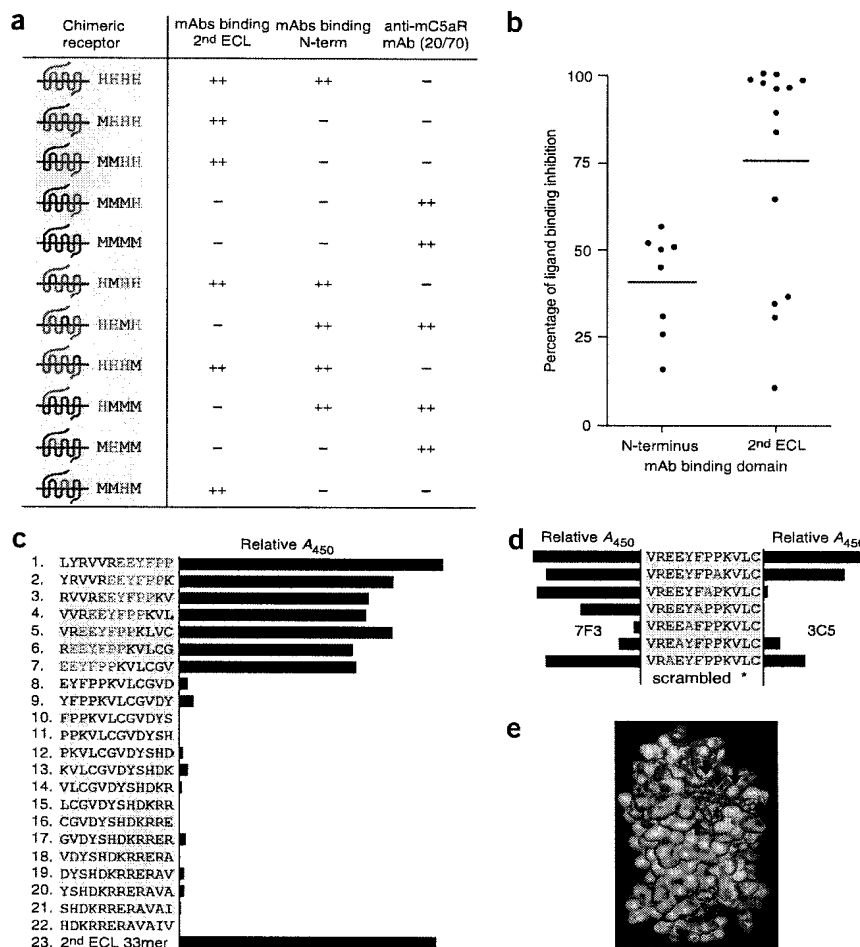 a
Chimeric receptor
mAbs binding 2nd ECL
mAbs binding N-term
anti-mC5aR mAb (20/70)
HHHH ++ ++ –
MHHH ++ – –
MMHH ++ – –
MMMH – – ++
MMMM – – ++
HMHH ++ ++ –
HHMH – ++ ++
HHHM ++ ++ –
HMMM – ++ ++
MHMM – – ++
MMHM ++ – –
b
Percentage of ligand binding inhibition
100
75
50
25
0
N-terminus
2nd ECL
mAb binding domain
c
Relative A450
1. LYRVVREEYFPP
2. YRVVREEYFPPK
3. RVVREEYFPPKV
4. VVREEYFPPKVL
5. VREEYFPPKLVC
6. REEYFPPKVLCG
7. EEYFPPKVLCGV
8. EYFPPKVLCGVD
9. YFPPKVLCGVDY
10. FPPKVLCGVDYS
11. PPKVLCGVDYSH
12. PKVLCGVDYSHD
13. KVLCGVDYSHDK
14. VLCGVDYSHDKR
15. LCGVDYSHDKRR
16. CGVDYSHDKRRE
17. GVDYSHDKRRER
18. VDYSHDKRRERA
19. DYSHDKRRERAV
20. YSHDKRRERAVA
21. SHDKRRERAVAI
22. HDKRRERAVAIV
23. 2nd ECL 33mer
d
Relative A450
Relative A450
VREEYFPPKVLC
VREEYFPAKVLC
VREEYFAPKVLC
VREEYAPPKVLC
VREEAFPPKVLC
VREAYFPPKVLC
VRAEYFPPKVLC
scrambled *
7F3
3C5
e